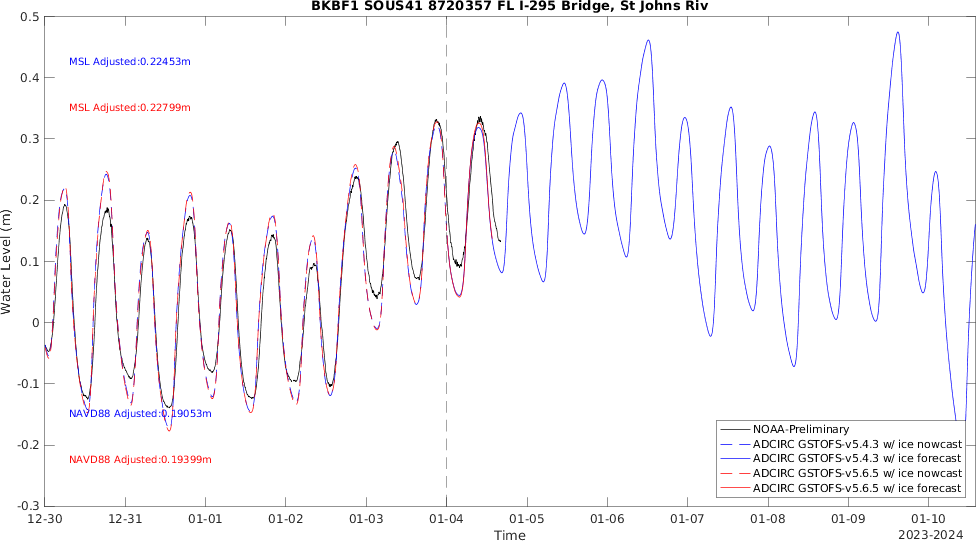 BKBF1 SOUS41 8720357 FL I-295 Bridge, St Johns Riv
Water Level (m)
0.5
0.4
0.3
0.2
0.1
0
-0.1
-0.2
-0.3
MSL Adjusted:0.22453m
MSL Adjusted:0.22799m
NAVD88 Adjusted:0.19053m
NAVD88 Adjusted:0.19399m
NOAA-Preliminary
ADCIRC GSTOFS-v5.4.3 w/ ice nowcast
ADCIRC GSTOFS-v5.4.3 w/ ice forecast
ADCIRC GSTOFS-v5.6.5 w/ ice nowcast
ADCIRC GSTOFS-v5.6.5 w/ ice forecast
12-30 12-31 01-01 01-02 01-03 01-04 01-05 01-06 01-07 01-08 01-09 01-10
2023-2024
Time